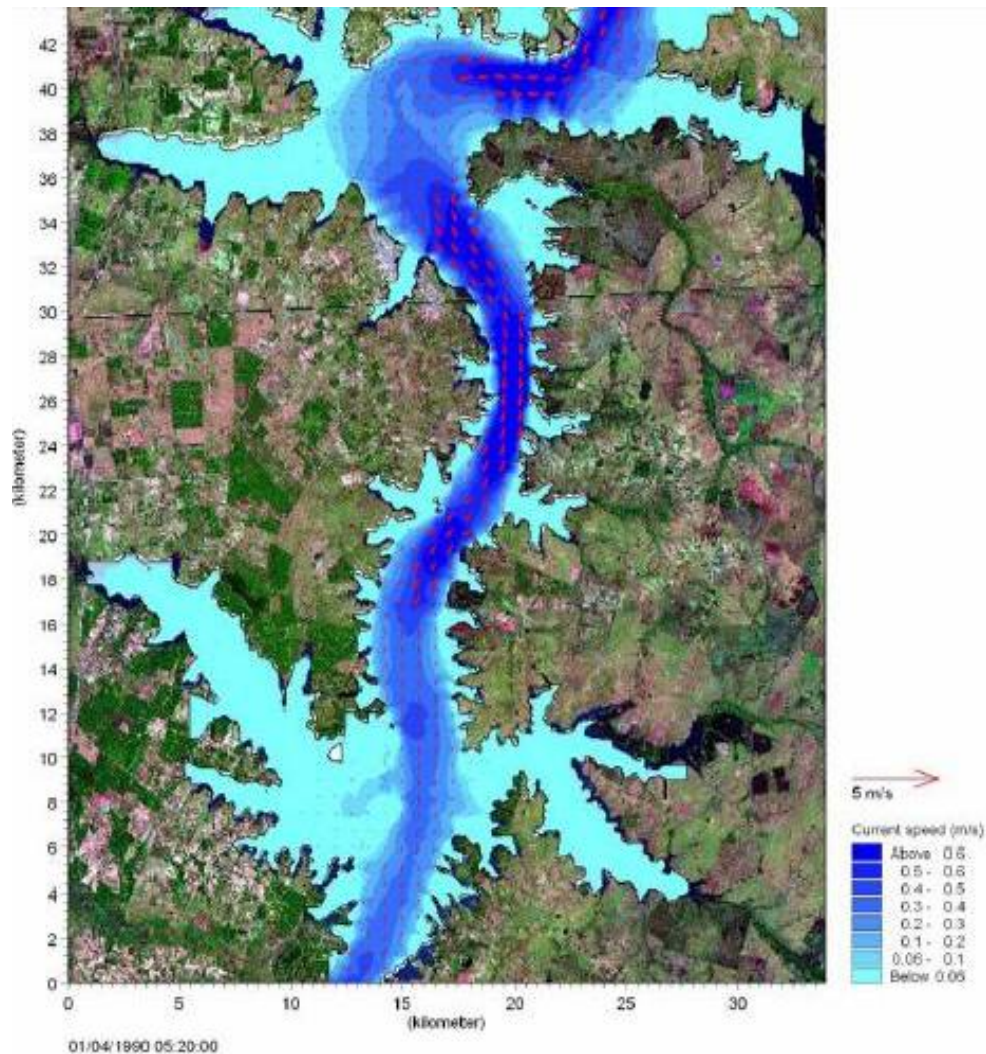 42
40
38
36
34
32
30
28
26
24
22
20
18
16
14
12
10
8
6
4
2
0
(kilometer)
0 5 10 15 20 25 30
(kilometer)
01/04/1990 05:20:00
5 m/s
Current speed (m/s)
Above 0.6
0.5 - 0.6
0.4 - 0.5
0.3 - 0.4
0.2 - 0.3
0.1 - 0.2
0.06 - 0.1
Below 0.06